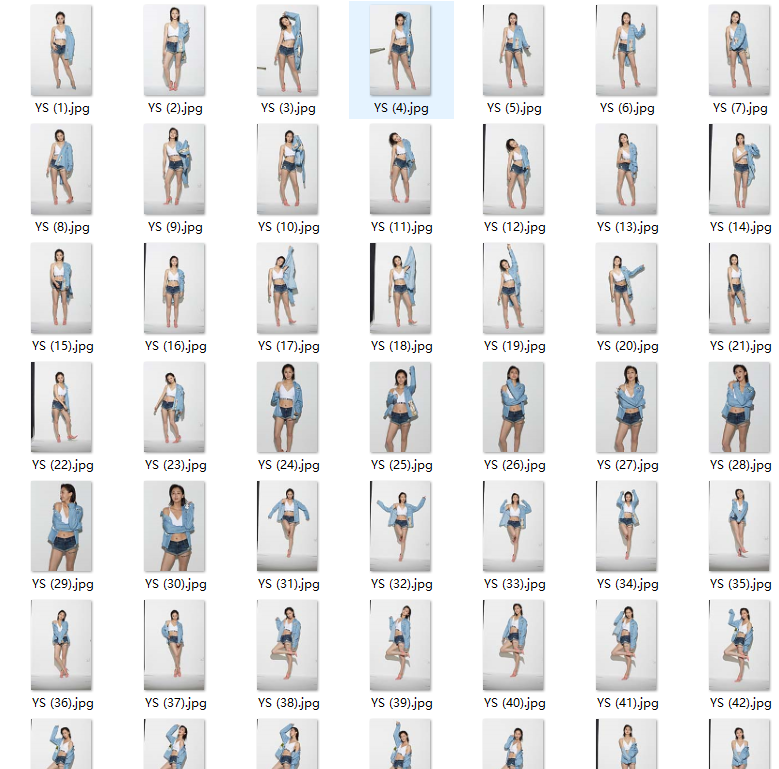 YS (1).jpg YS (2).jpg YS (3).jpg YS (4).jpg YS (5).jpg YS (6).jpg YS (7).jpg
YS (8).jpg YS (9).jpg YS (10).jpg YS (11).jpg YS (12).jpg YS (13).jpg YS (14).jpg
YS (15).jpg YS (16).jpg YS (17).jpg YS (18).jpg YS (19).jpg YS (20).jpg YS (21).jpg
YS (22).jpg YS (23).jpg YS (24).jpg YS (25).jpg YS (26).jpg YS (27).jpg YS (28).jpg
YS (29).jpg YS (30).jpg YS (31).jpg YS (32).jpg YS (33).jpg YS (34).jpg YS (35).jpg
YS (36).jpg YS (37).jpg YS (38).jpg YS (39).jpg YS (40).jpg YS (41).jpg YS (42).jpg